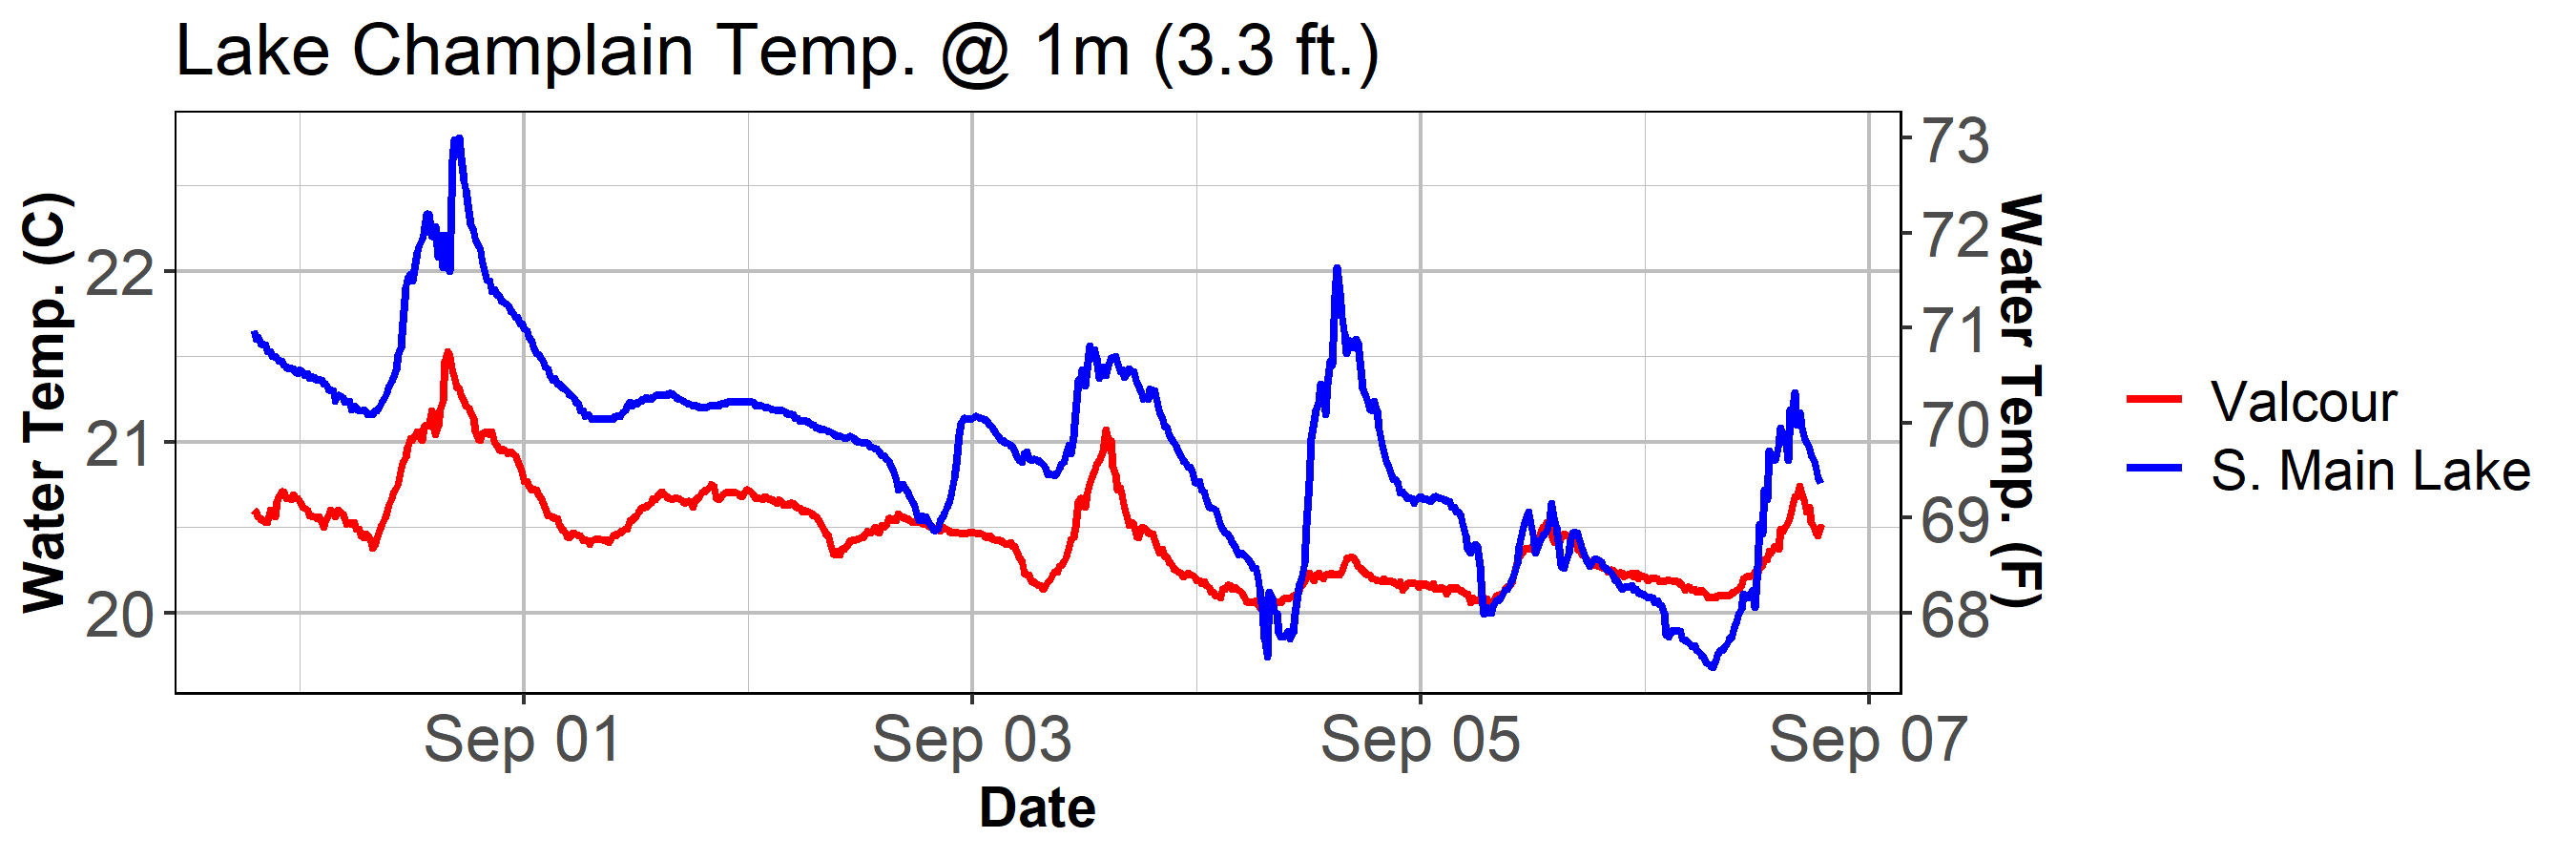 Lake Champlain Temp. @ 1m (3.3 ft.)
Water Temp. (C)
22
21
20
73
72
71
70
69
68
Water Temp. (F)
Sep 01
Sep 03
Sep 05
Sep 07
Date
Valcour
S. Main Lake